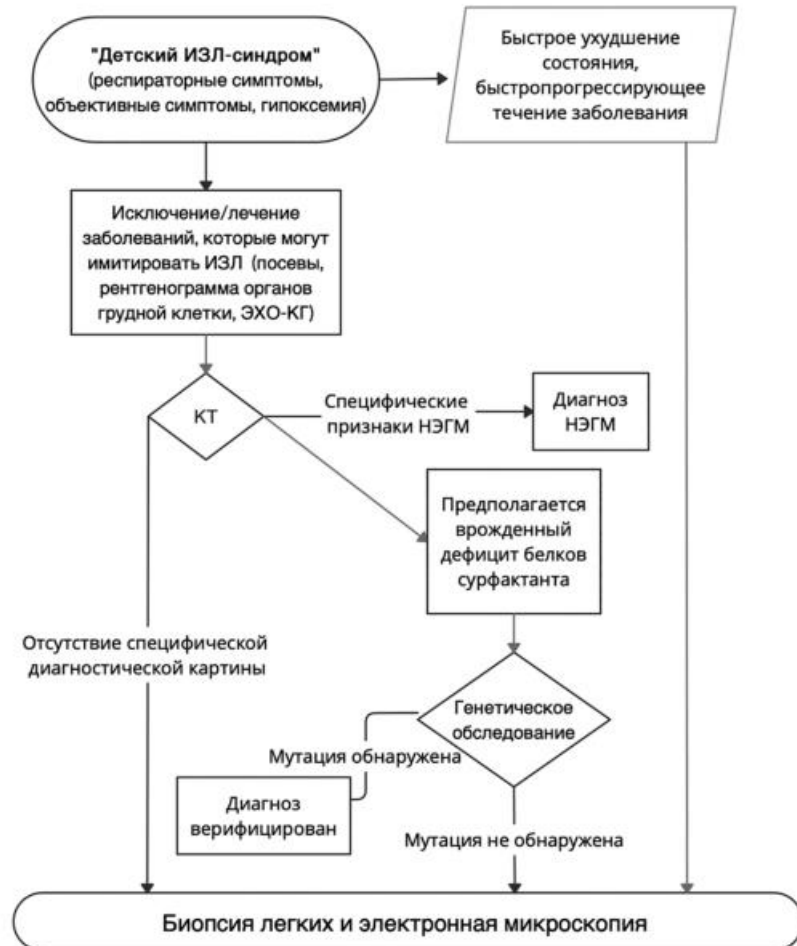 "Детский ИЗЛ-синдром"
(респираторные симптомы,
объективные симптомы, гипоксемия)
Быстрое ухудшение
состояния,
быстропрогрессирующее
течение заболевания
Исключение/лечение
заболеваний, которые могут
имитировать ИЗЛ (посевы,
рентгенограмма органов
грудной клетки, ЭХО-КГ)
КТ
Специфические
признаки НЭГМ
Диагноз
НЭГМ
Предполагается
врожденный
дефицит белков
сурфактанта
Отсутствие специфической
диагностической картины
Генетическое
обследование
Мутация обнаружена
Диагноз
верифицирован
Мутация не обнаружена
Биопсия легких и электронная микроскопия